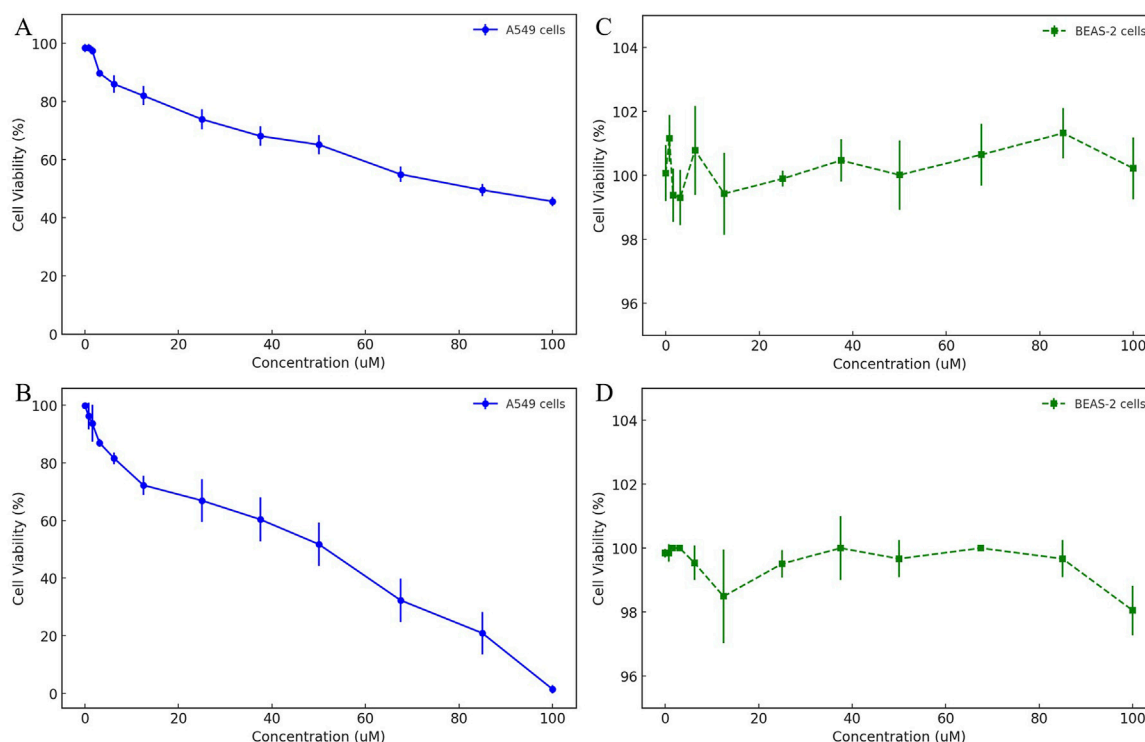 A
A549 cells
100
80
60
40
20
0
Cell Viability (%)
0 20 40 60 80 100
Concentration (uM)
C
BEAS-2 cells
104
102
100
98
96
Cell Viability (%)
0 20 40 60 80 100
Concentration (uM)
B
A549 cells
100
80
60
40
20
0
Cell Viability (%)
0 20 40 60 80 100
Concentration (uM)
D
BEAS-2 cells
104
102
100
98
96
Cell Viability (%)
0 20 40 60 80 100
Concentration (uM)